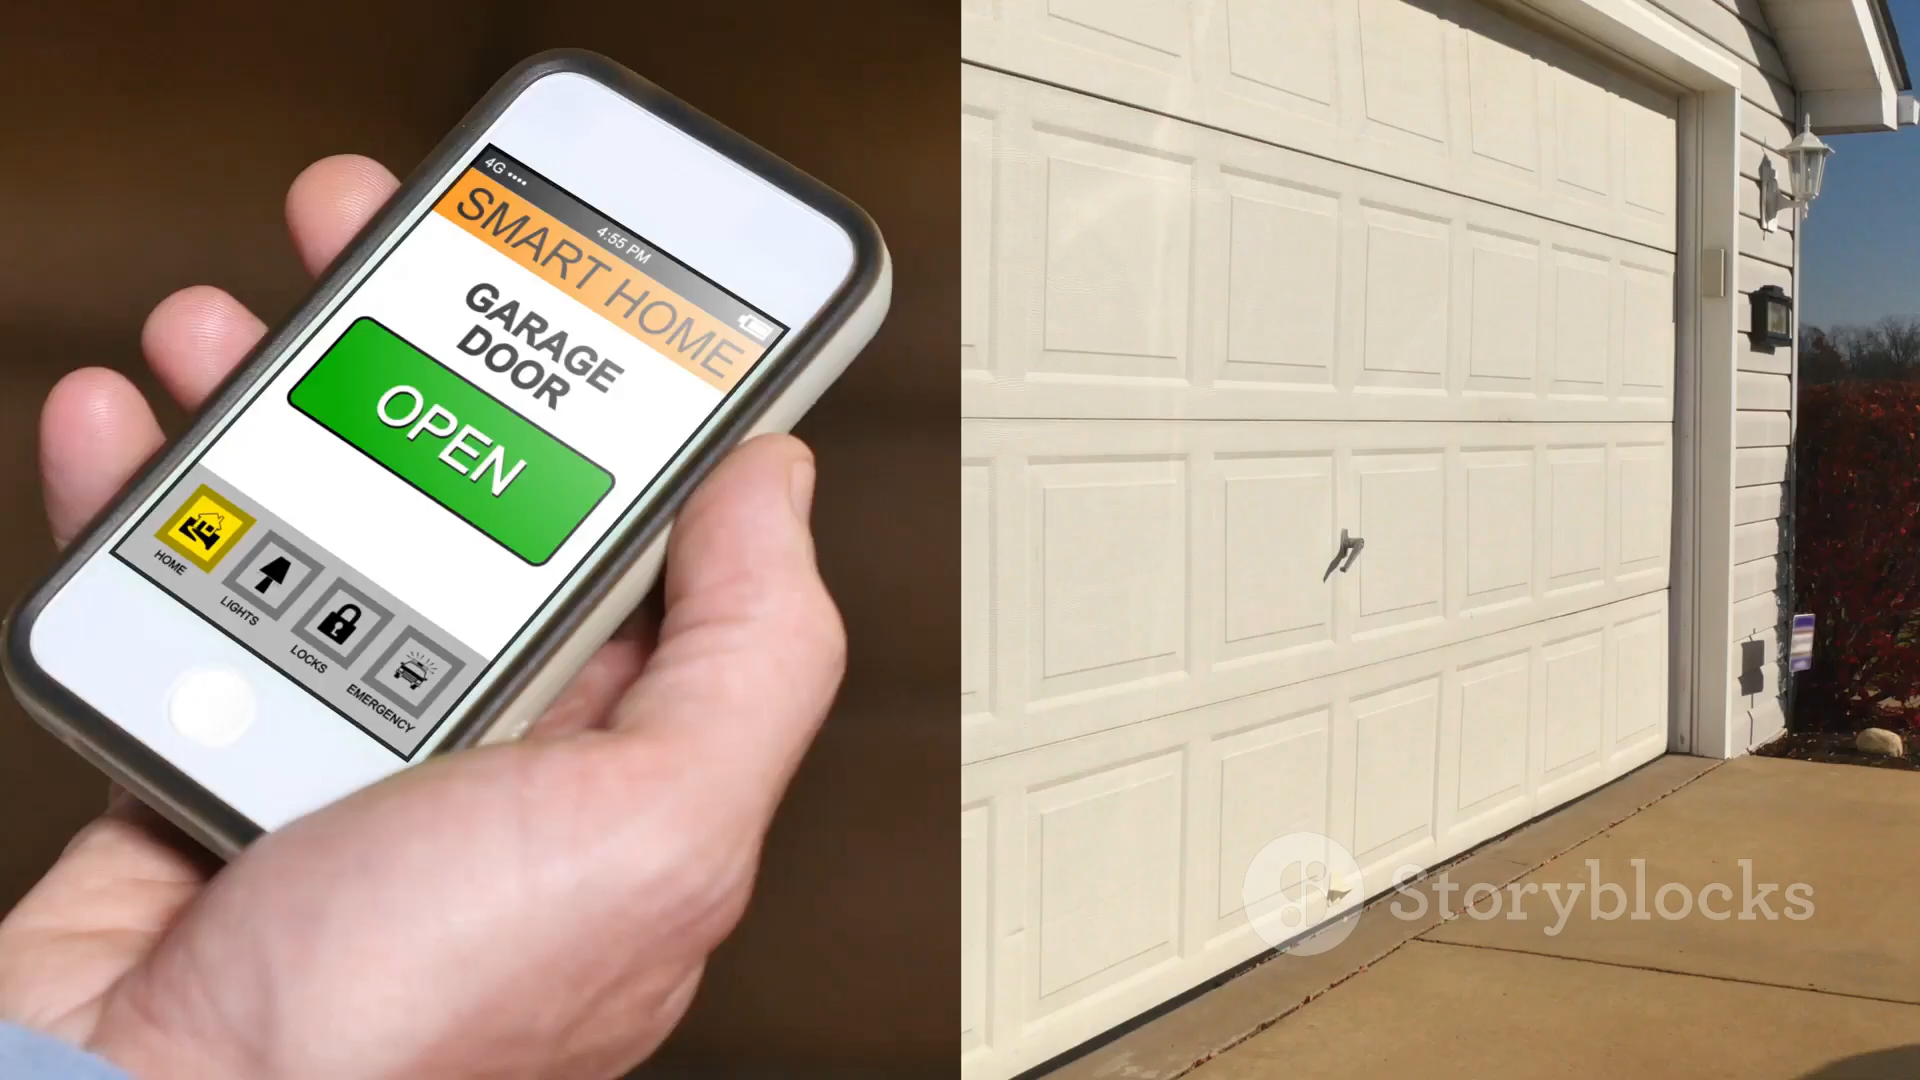 4G
4:55 PM
SMART HOME
GARAGE
DOOR
OPEN
HOME
LIGHTS
LOCKS
EMERGENCY
Storyblocks